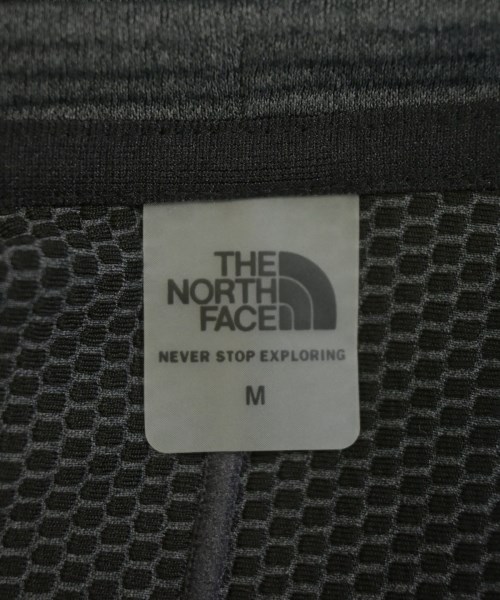 THE
NORTH
FACE
NEVER STOP EXPLORING
M